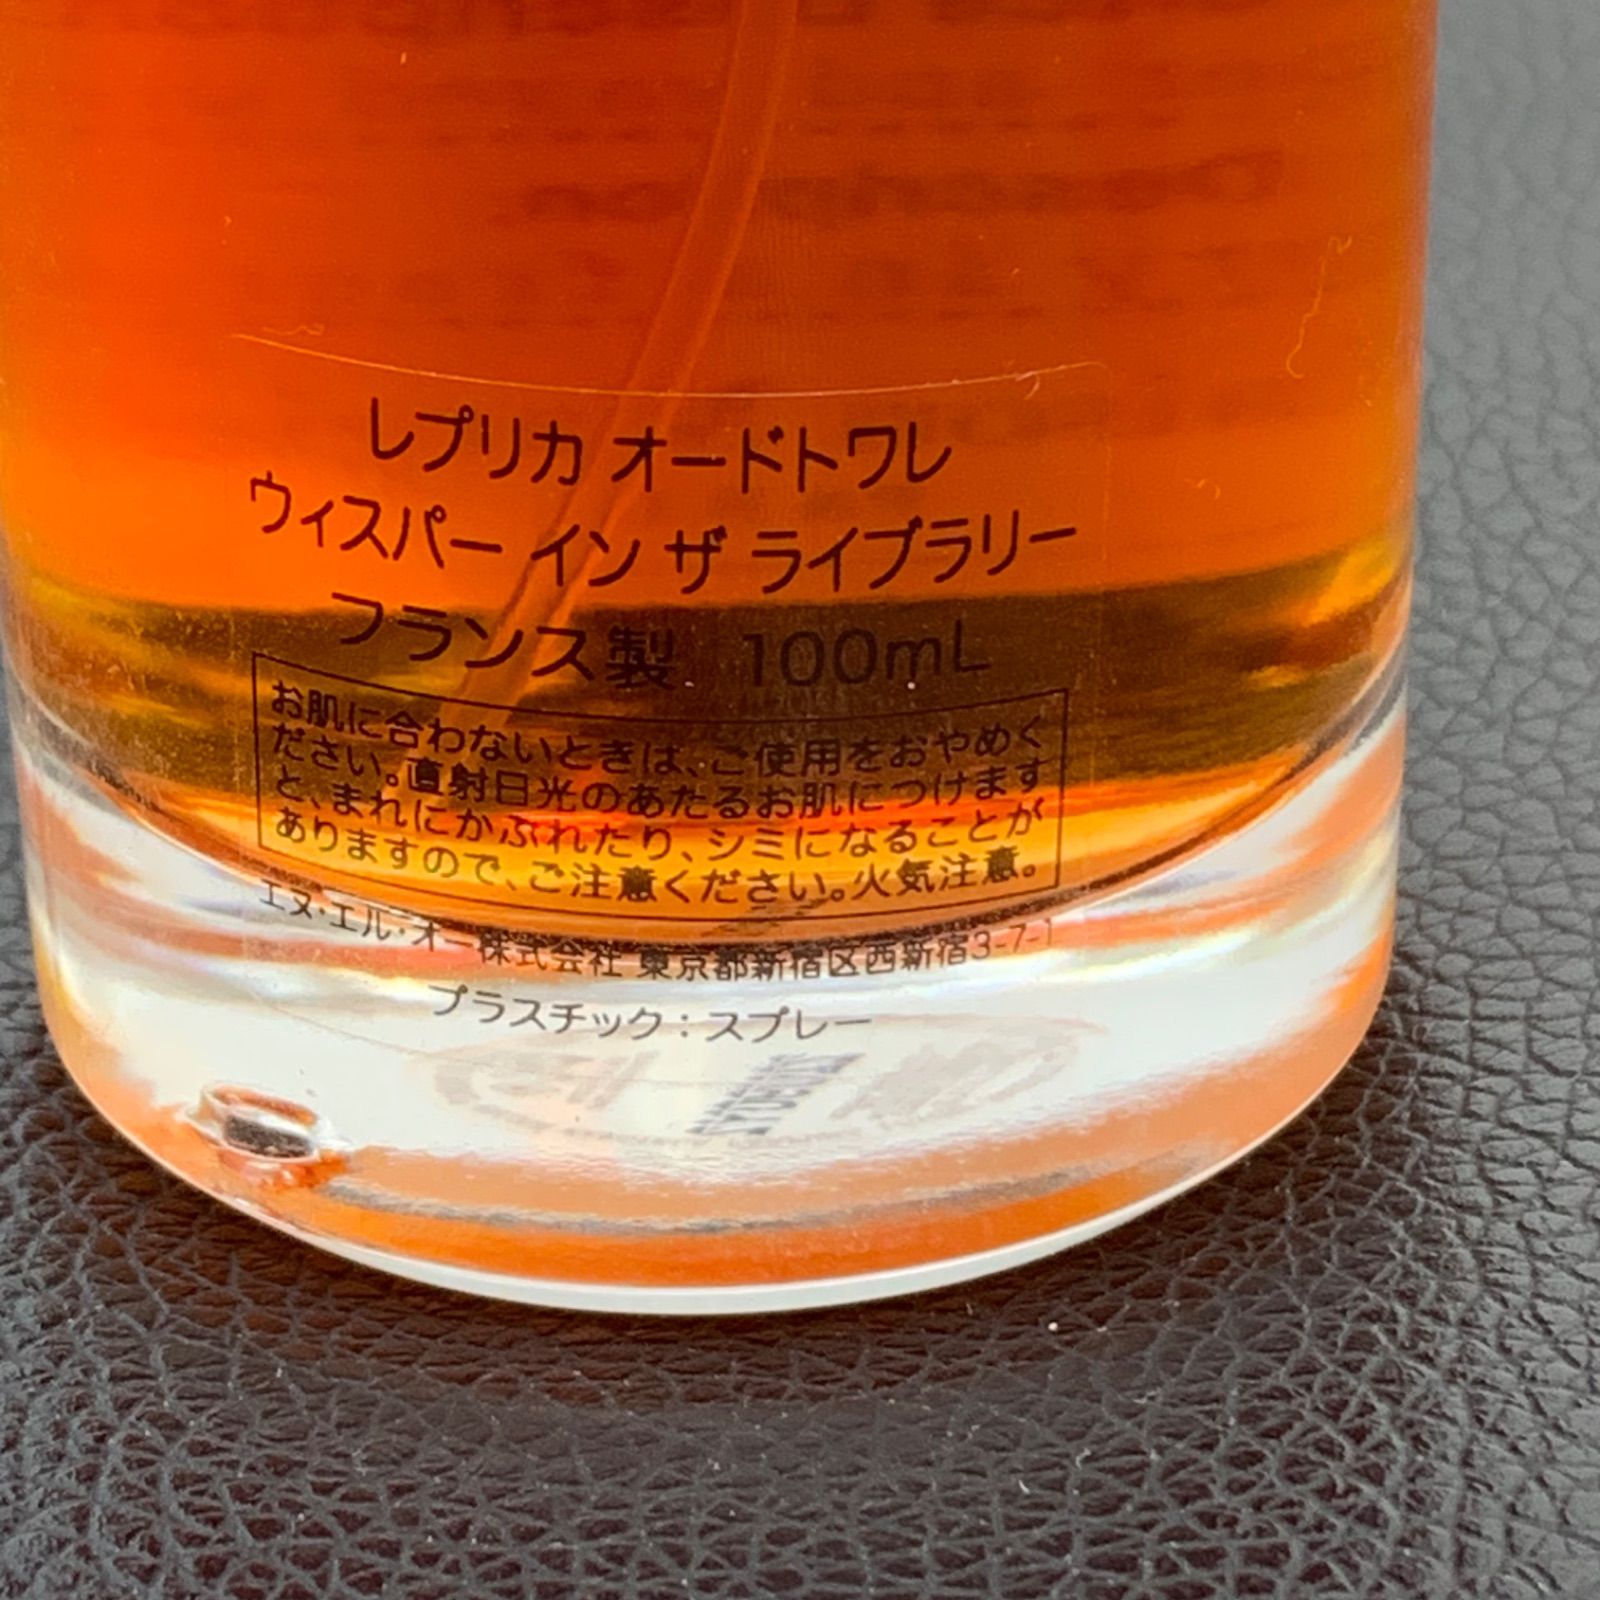 レプリカ オードトワレ
ウィスパー イン ザ ライブラリー
フランス製 100mL
お肌に合わないときは、ご使用をおやめく
ださい。直射日光のあたるお肌につけます
と、まれにかぶれたり、シミになることが
ありますので、ご注意ください。火気注意。
エヌ・エル・オー株式会社 東京都新宿区西新宿3-7-1
プラスチック:スプレー